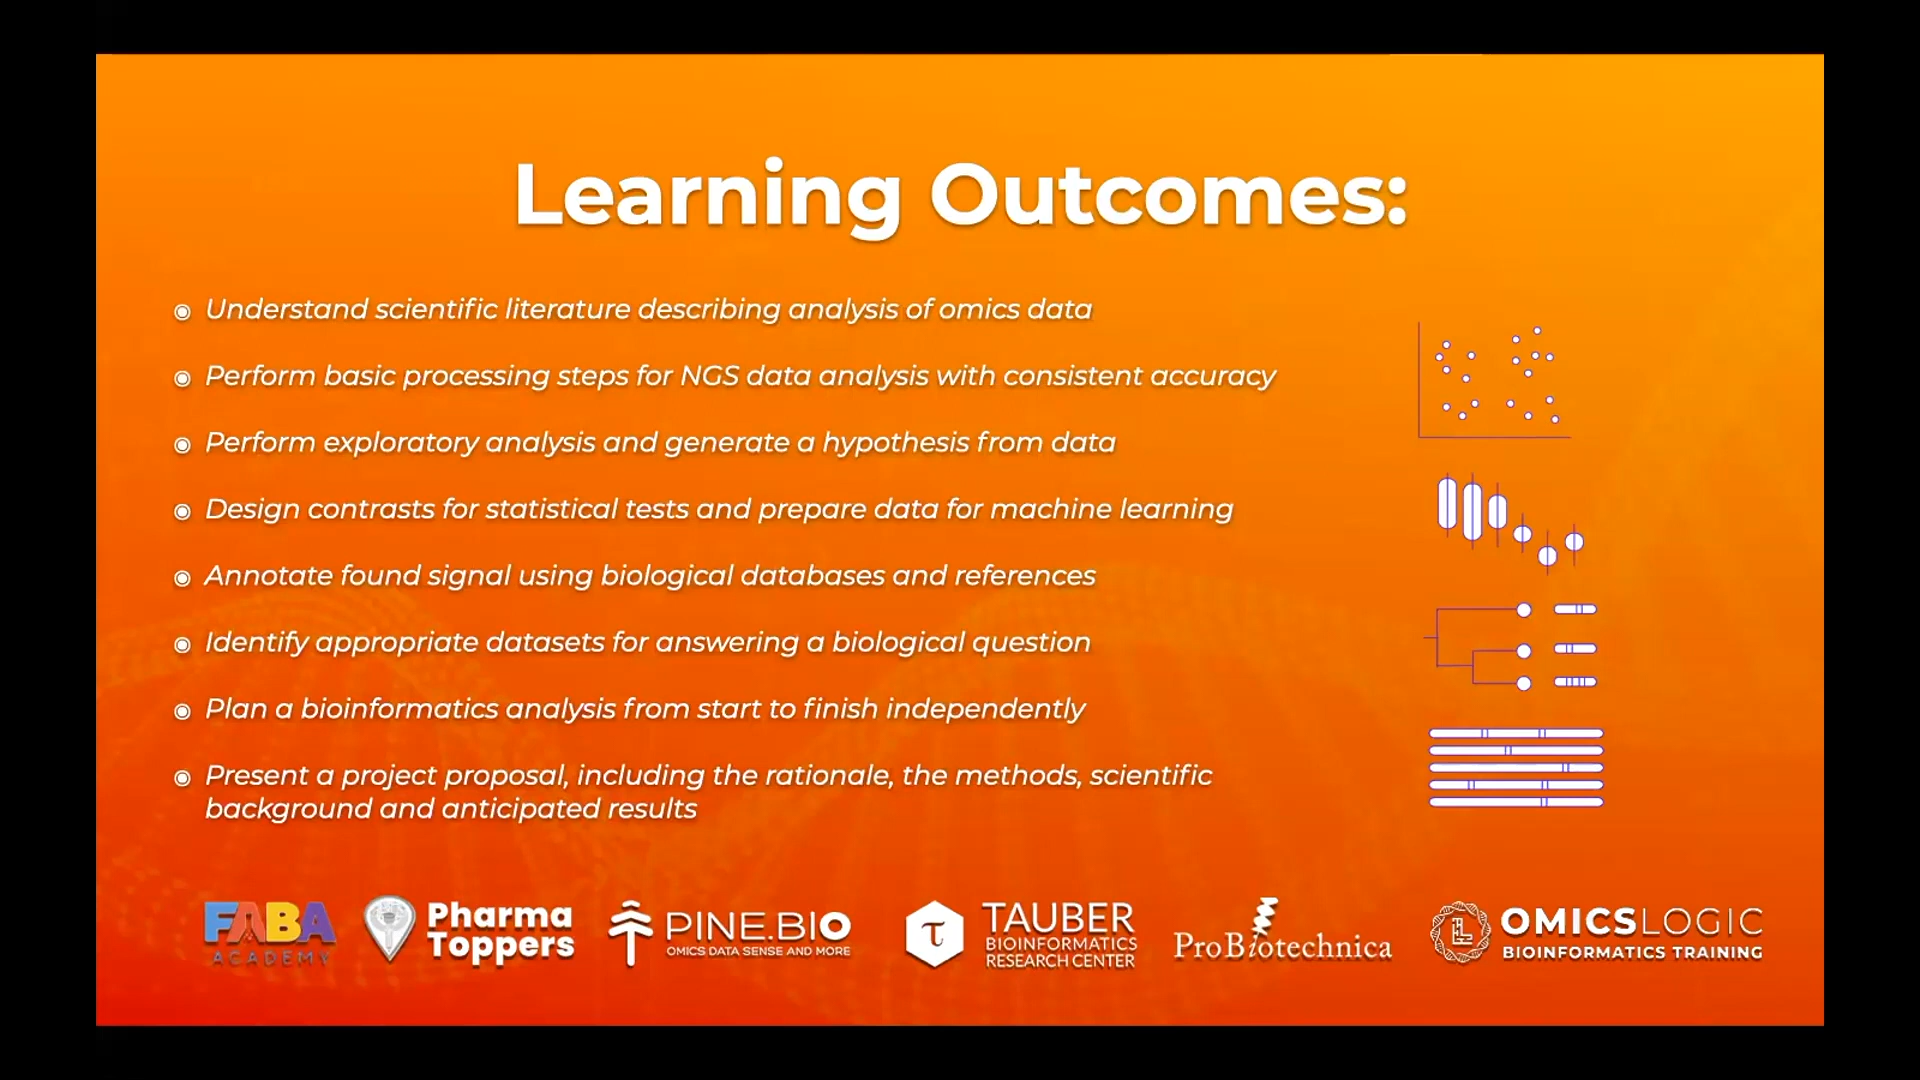 Learning Outcomes:
◉ Understand scientific literature describing analysis of omics data
◉ Perform basic processing steps for NGS data analysis with consistent accuracy
◉ Perform exploratory analysis and generate a hypothesis from data
◉ Design contrasts for statistical tests and prepare data for machine learning
◉ Annotate found signal using biological databases and references
◉ Identify appropriate datasets for answering a biological question
◉ Plan a bioinformatics analysis from start to finish independently
◉ Present a project proposal, including the rationale, the methods, scientific
background and anticipated results
FABA
ACADEMY
Pharma
Toppers
PINE.BIO
OMICS DATA SENSE AND MORE
τ
TAUBER
BIOINFORMATICS
RESEARCH CENTER
ProBiotechnica
OMICSLOGIC
BIOINFORMATICS TRAINING